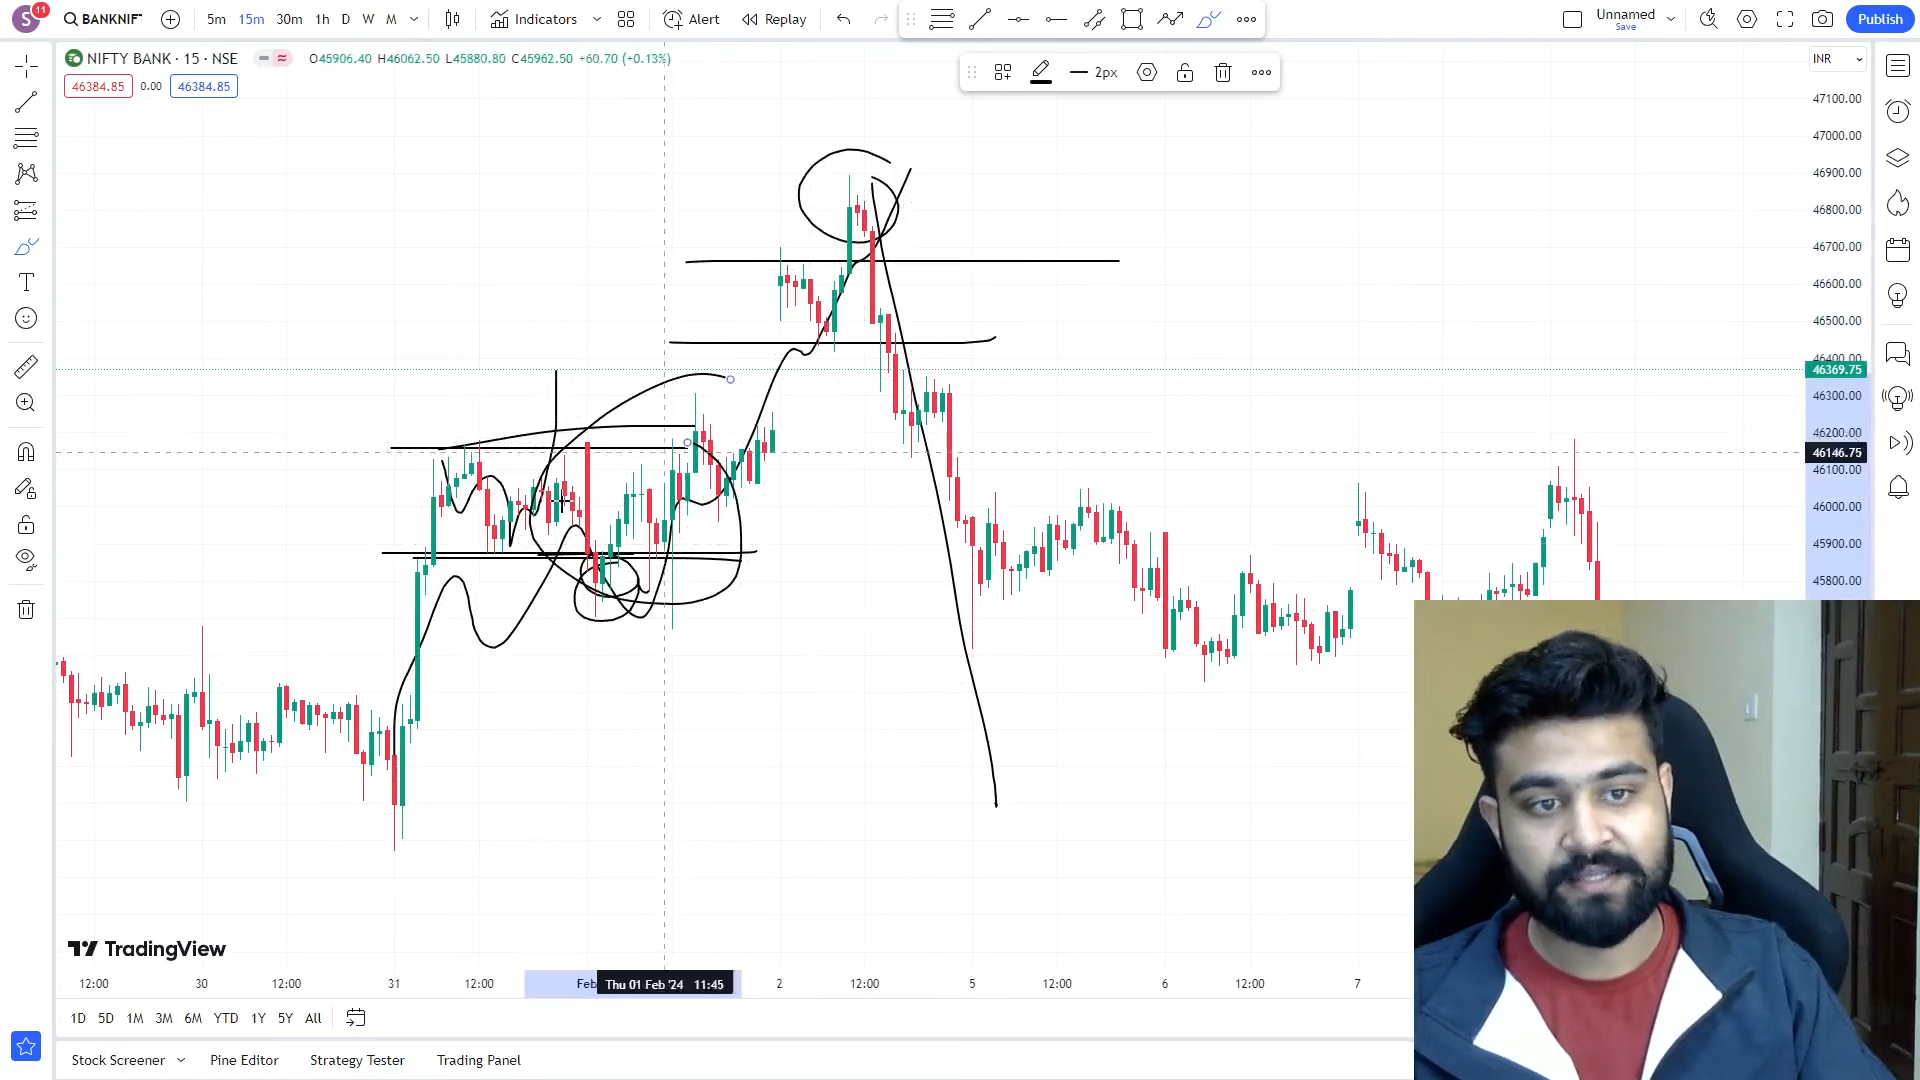 S 11 BANKNIF 5m 15m 30m 1h D W M Indicators Alert Replay Unnamed Save Publish
NIFTY BANK · 15 · NSE O45906.40 H46062.50 L45880.80 C45962.50 +60.70 (+0.13%)
46384.85 0.00 46384.85
2px
INR
47100.00
47000.00
46900.00
46800.00
46700.00
46600.00
46500.00
46400.00
46369.75
46300.00
46200.00
46146.75
46100.00
46000.00
45900.00
45800.00
TradingView
12:00 30 12:00 31 12:00 Feb Thu 01 Feb '24 11:45 2 12:00 5 12:00 6 12:00 7
1D 5D 1M 3M 6M YTD 1Y 5Y All
Stock Screener Pine Editor Strategy Tester Trading Panel